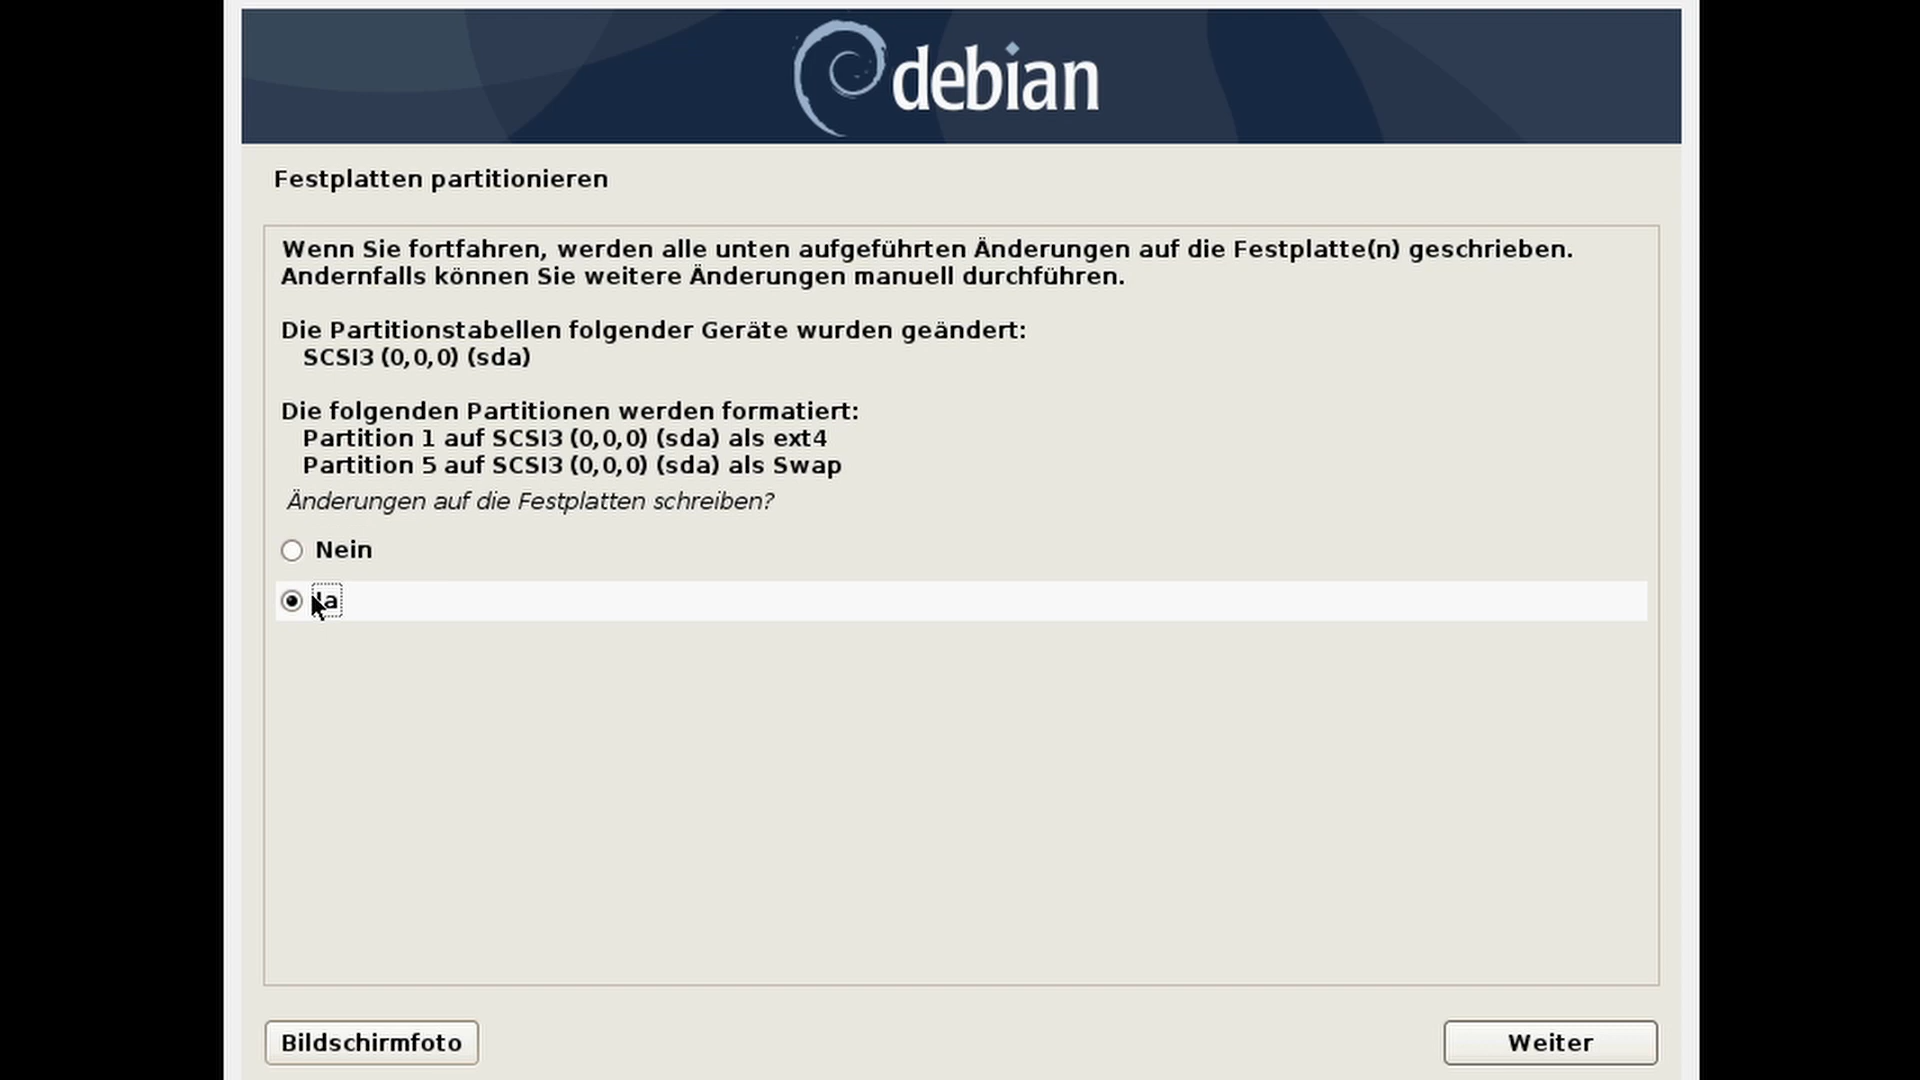 debian
Festplatten partitionieren
Wenn Sie fortfahren, werden alle unten aufgeführten Änderungen auf die Festplatte(n) geschrieben.
Andernfalls können Sie weitere Änderungen manuell durchführen.
Die Partitionstabellen folgender Geräte wurden geändert:
SCSI3 (0,0,0) (sda)
Die folgenden Partitionen werden formatiert:
Partition 1 auf SCSI3 (0,0,0) (sda) als ext4
Partition 5 auf SCSI3 (0,0,0) (sda) als Swap
Änderungen auf die Festplatten schreiben?
Nein
Ja
Bildschirmfoto
Weiter